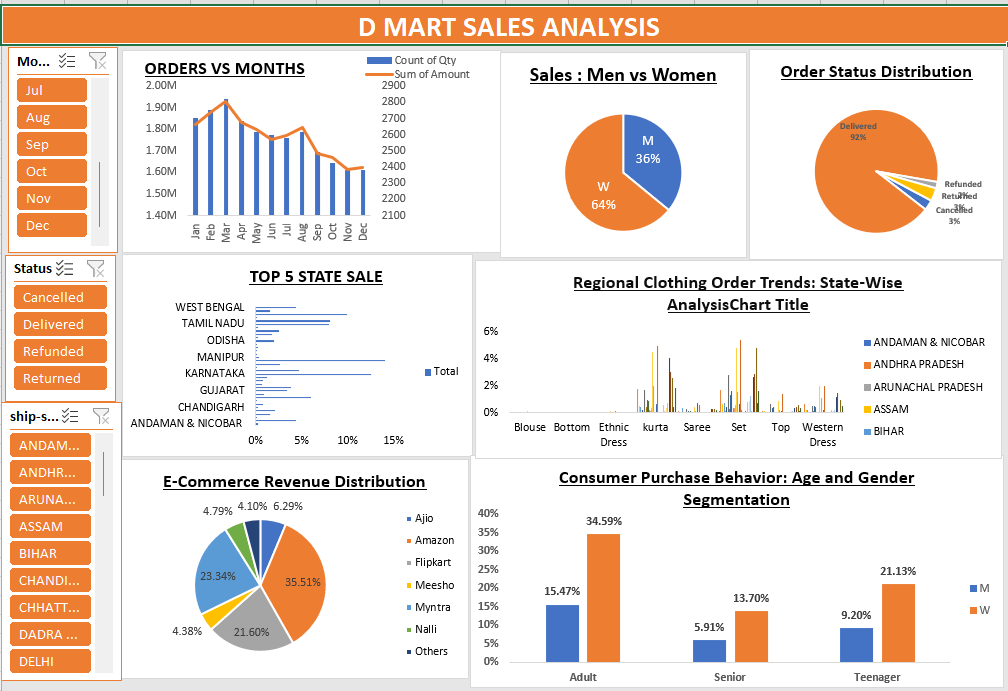 D MART SALES ANALYSIS
Mo...
Jul
Aug
Sep
Oct
Nov
Dec
Status
Cancelled
Delivered
Refunded
Returned
ship-s...
ANDAM...
ANDHR...
ARUNA...
ASSAM
BIHAR
CHANDI...
CHHATT...
DADRA ...
DELHI
ORDERS VS MONTHS
Count of Qty
Sum of Amount
2.00M
1.90M
1.80M
1.70M
1.60M
1.50M
1.40M
2900
2800
2700
2600
2500
2400
2300
2200
2100
Jan
Feb
Mar
Apr
May
Jun
Jul
Aug
Sep
Oct
Nov
Dec
Sales : Men vs Women
M
36%
W
64%
Order Status Distribution
Delivered
92%
Refunded
Returned
3%
Cancelled
3%
TOP 5 STATE SALE
WEST BENGAL
TAMIL NADU
ODISHA
MANIPUR
KARNATAKA
GUJARAT
CHANDIGARH
ANDAMAN & NICOBAR
0% 5% 10% 15%
Total
Regional Clothing Order Trends: State-Wise
AnalysisChart Title
6%
4%
2%
0%
Blouse Bottom Ethnic Dress kurta Saree Set Top Western Dress
ANDAMAN & NICOBAR
ANDHRA PRADESH
ARUNACHAL PRADESH
ASSAM
BIHAR
E-Commerce Revenue Distribution
4.79% 4.10% 6.29%
23.34% 35.51%
4.38% 21.60%
Ajio
Amazon
Flipkart
Meesho
Myntra
Nalli
Others
Consumer Purchase Behavior: Age and Gender
Segmentation
40%
35%
30%
25%
20%
15%
10%
5%
0%
15.47% 34.59%
5.91% 13.70%
9.20% 21.13%
Adult Senior Teenager
M
W